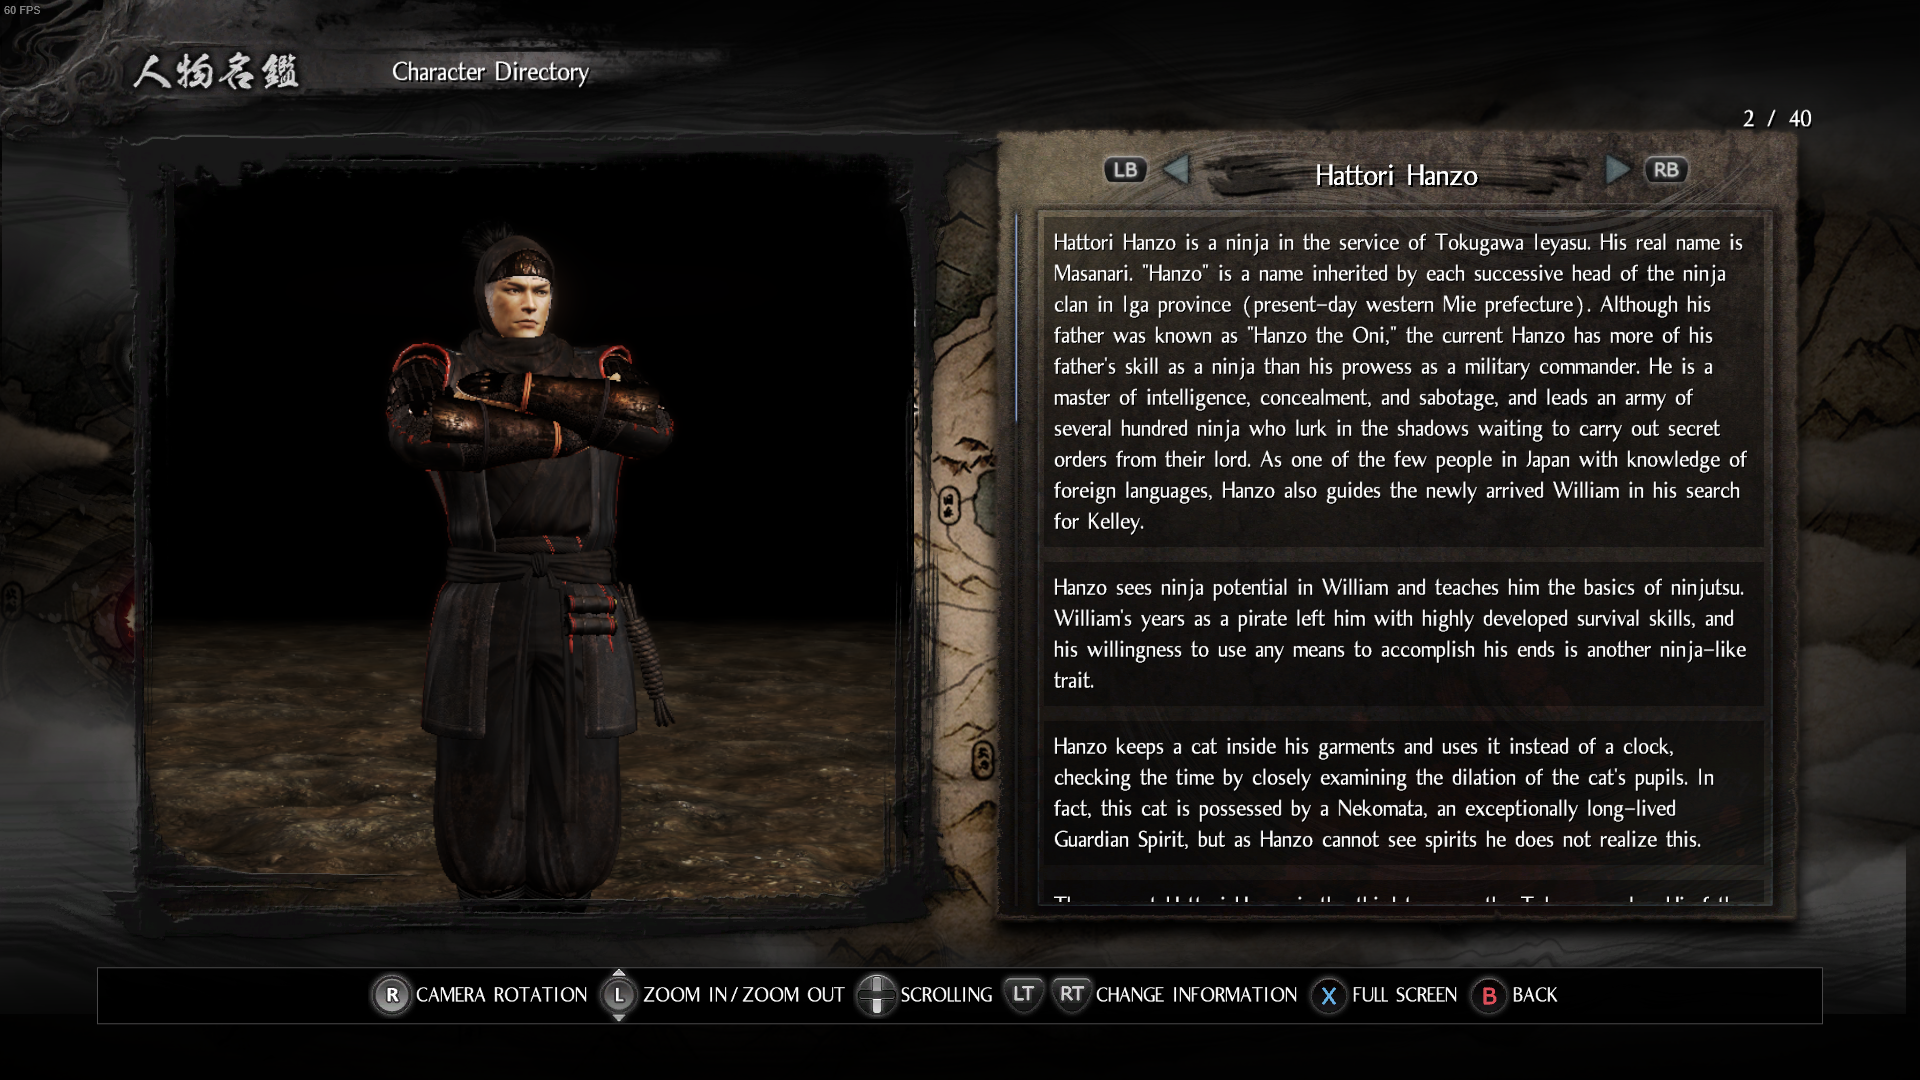 60 FPS
人物名鑑
Character Directory
2 / 40
LB
Hattori Hanzo
RB
Hattori Hanzo is a ninja in the service of Tokugawa Ieyasu. His real name is
Masanari. "Hanzo" is a name inherited by each successive head of the ninja
clan in Iga province (present-day western Mie prefecture). Although his
father was known as "Hanzo the Oni," the current Hanzo has more of his
father's skill as a ninja than his prowess as a military commander. He is a
master of intelligence, concealment, and sabotage, and leads an army of
several hundred ninja who lurk in the shadows waiting to carry out secret
orders from their lord. As one of the few people in Japan with knowledge of
foreign languages, Hanzo also guides the newly arrived William in his search
for Kelley.
Hanzo sees ninja potential in William and teaches him the basics of ninjutsu.
William's years as a pirate left him with highly developed survival skills, and
his willingness to use any means to accomplish his ends is another ninja-like
trait.
Hanzo keeps a cat inside his garments and uses it instead of a clock,
checking the time by closely examining the dilation of the cat's pupils. In
fact, this cat is possessed by a Nekomata, an exceptionally long-lived
Guardian Spirit, but as Hanzo cannot see spirits he does not realize this.
R CAMERA ROTATION L ZOOM IN/ZOOM OUT SCROLLING LT RT CHANGE INFORMATION X FULL SCREEN B BACK